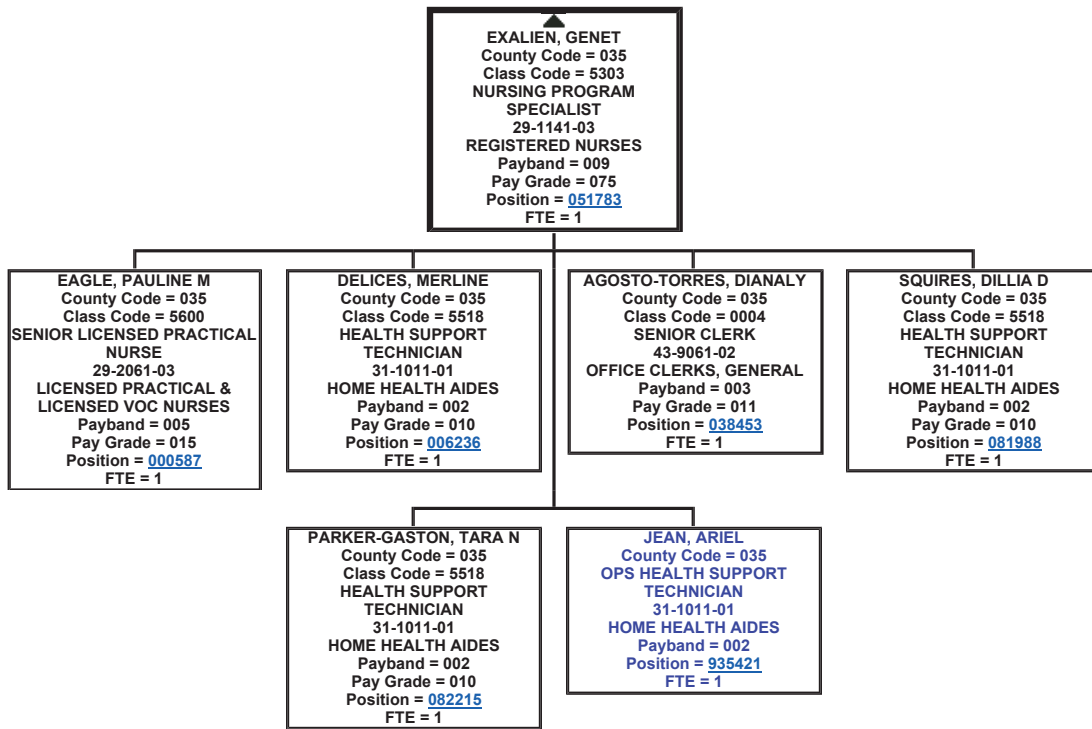 EXALIEN, GENET
County Code = 035
Class Code = 5303
NURSING PROGRAM
SPECIALIST
29-1141-03
REGISTERED NURSES
Payband = 009
Pay Grade = 075
Position = 051783
FTE = 1
EAGLE, PAULINE M
County Code = 035
Class Code = 5600
SENIOR LICENSED PRACTICAL
NURSE
29-2061-03
LICENSED PRACTICAL &
LICENSED VOC NURSES
Payband = 005
Pay Grade = 015
Position = 000587
FTE = 1
DELICES, MERLINE
County Code = 035
Class Code = 5518
HEALTH SUPPORT
TECHNICIAN
31-1011-01
HOME HEALTH AIDES
Payband = 002
Pay Grade = 010
Position = 006236
FTE = 1
AGOSTO-TORRES, DIANALY
County Code = 035
Class Code = 0004
SENIOR CLERK
43-9061-02
OFFICE CLERKS, GENERAL
Payband = 003
Pay Grade = 011
Position = 038453
FTE = 1
SQUIRES, DILLIA D
County Code = 035
Class Code = 5518
HEALTH SUPPORT
TECHNICIAN
31-1011-01
HOME HEALTH AIDES
Payband = 002
Pay Grade = 010
Position = 081988
FTE = 1
PARKER-GASTON, TARA N
County Code = 035
Class Code = 5518
HEALTH SUPPORT
TECHNICIAN
31-1011-01
HOME HEALTH AIDES
Payband = 002
Pay Grade = 010
Position = 082215
FTE = 1
JEAN, ARIEL
County Code = 035
OPS HEALTH SUPPORT
TECHNICIAN
31-1011-01
HOME HEALTH AIDES
Payband = 002
Position = 935421
FTE = 1